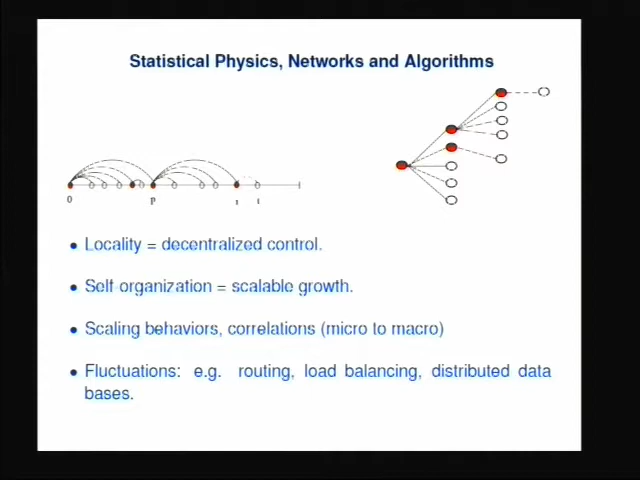 Statistical Physics, Networks and Algorithms
0 p
• Locality = decentralized control.
• Self-organization = scalable growth.
• Scaling behaviors, correlations (micro to macro)
• Fluctuations: e.g. routing, load balancing, distributed data
bases.